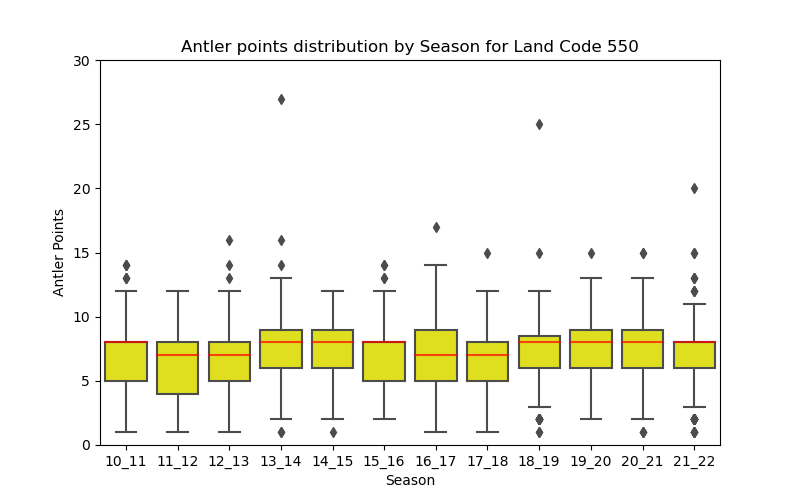 Antler points distribution by Season for Land Code 550
30
25
20
15
10
5
0
Antler Points
10_11 11_12 12_13 13_14 14_15 15_16 16_17 17_18 18_19 19_20 20_21 21_22
Season